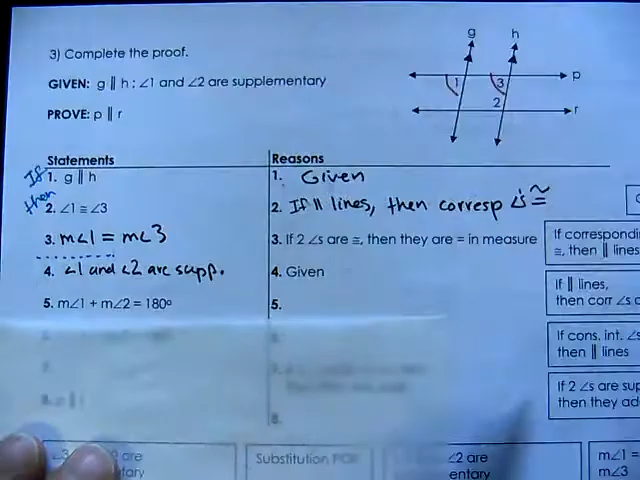 3) Complete the proof.
GIVEN: g ∥ h ; ∠1 and ∠2 are supplementary
PROVE: p ∥ r
g h
1 3 p
2 r
Statements Reasons
If 1. g ∥ h 1. Given
then 2. ∠1 ≅ ∠3 2. If ∥ lines, then corresp ∠'s ≅
3. m∠1 = m∠3 3. If 2 ∠s are ≅, then they are = in measure
4. ∠1 and ∠2 are supp. 4. Given
5. m∠1 + m∠2 = 180° 5.
If correspondi
≅, then ∥ lines
If ∥ lines,
then corr ∠s
If cons. int. ∠s
then ∥ lines
If 2 ∠s are sup
then they ad
8.
Substitution
∠2 are
entary
m∠1 =
m∠3